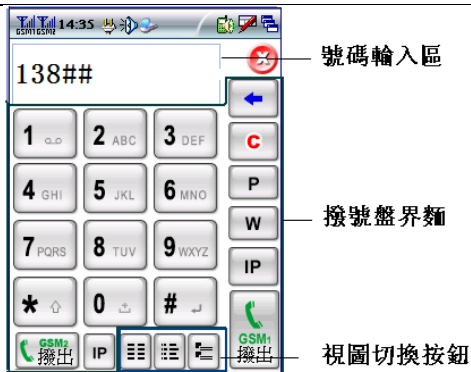 GSM1 GSM2 14:35
138##
號碼輸入區
1 2 ABC 3 DEF
C
4 GHI 5 JKL 6 MNO
P
撥號盤界麵
W
7 PQRS 8 TUV 9 WXYZ
IP
* 0 #
GSM2 撥出 IP
GSM1 撥出
視圖切換按鈕